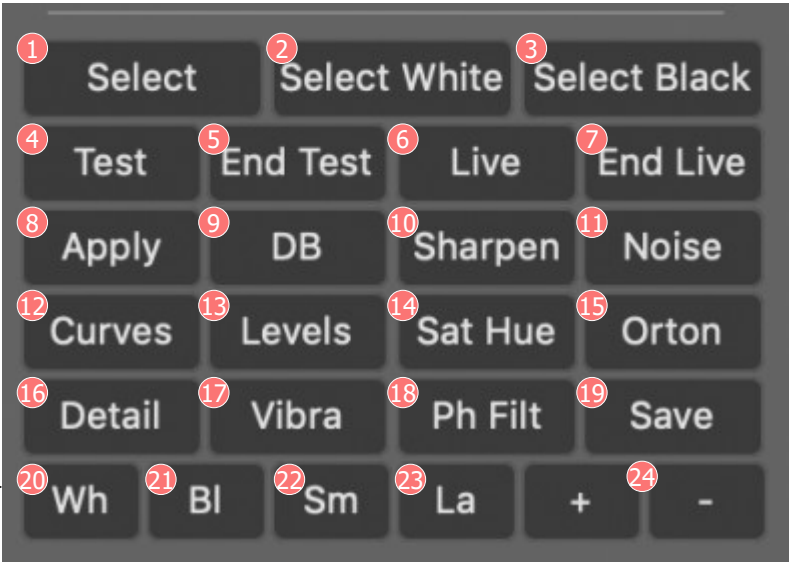 1 Select 2 Select White 3 Select Black
4 Test 5 End Test 6 Live 7 End Live
8 Apply 9 DB 10 Sharpen 11 Noise
12 Curves 13 Levels 14 Sat Hue 15 Orton
16 Detail 17 Vibra 18 Ph Filt 19 Save
20 Wh 21 Bl 22 Sm 23 La + 24 -